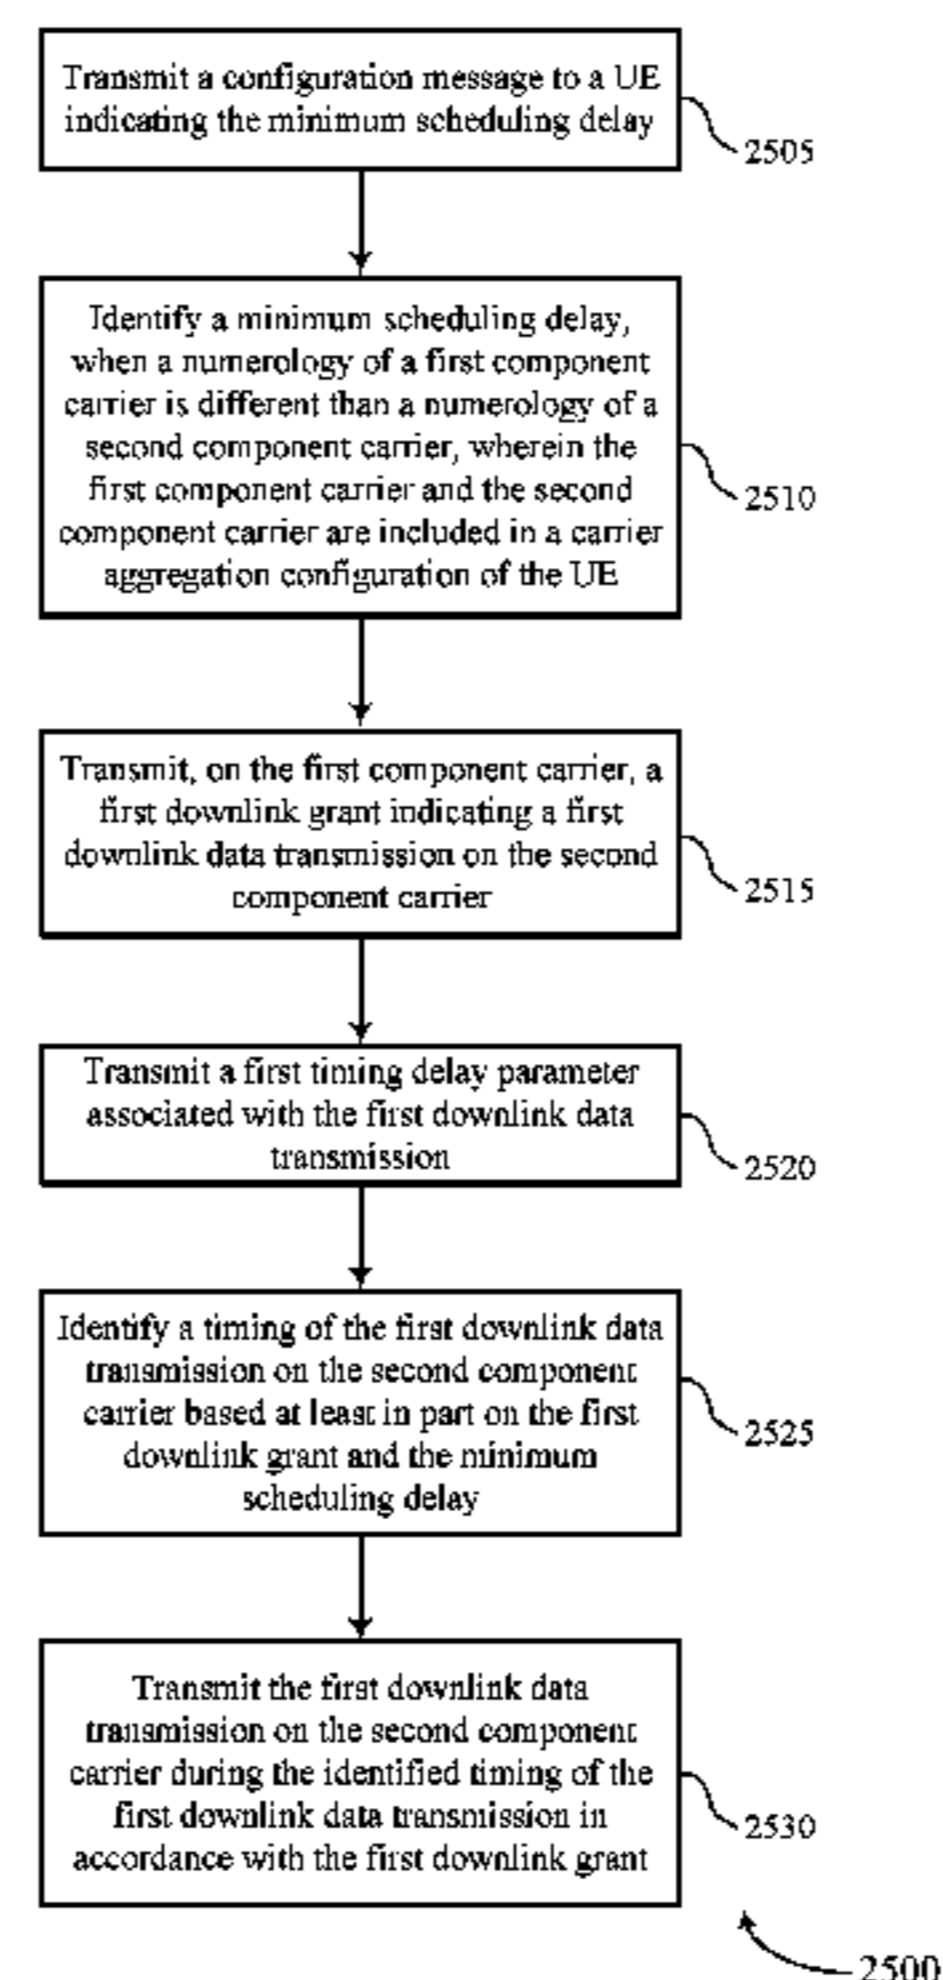 Transmit a configuration message to a UE
indicating the minimum scheduling delay
2505
Identify a minimum scheduling delay,
when a numerology of a first component
carrier is different than a numerology of a
second component carrier, wherein the
first component carrier and the second
component carrier are included in a carrier
aggregation configuration of the UE
2510
Transmit, on the first component carrier, a
first downlink grant indicating a first
downlink data transmission on the second
component carrier
2515
Transmit a first timing delay parameter
associated with the first downlink data
transmission
2520
Identify a timing of the first downlink data
transmission on the second component
carrier based at least in part on the first
downlink grant and the minimum
scheduling delay
2525
Transmit the first downlink data
transmission on the second component
carrier during the identified timing of the
first downlink data transmission in
accordance with the first downlink grant
2530
2500